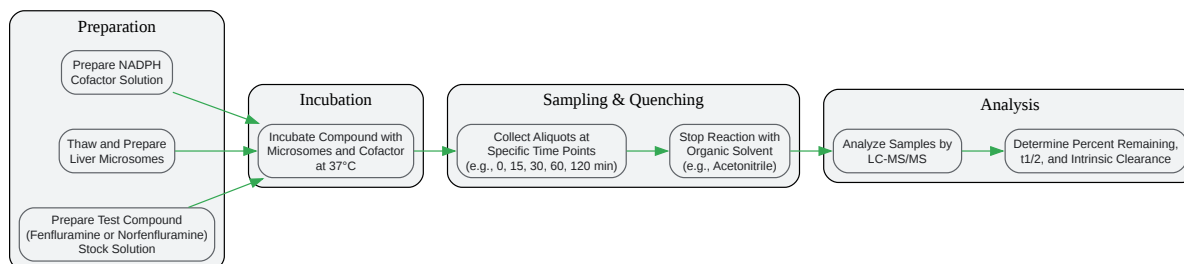 Preparation
Prepare NADPH
Cofactor Solution
Thaw and Prepare
Liver Microsomes
Prepare Test Compound
(Fenfluramine or Norfenfluramine)
Stock Solution
Incubation
Incubate Compound with
Microsomes and Cofactor
at 37°C
Sampling & Quenching
Collect Aliquots at
Specific Time Points
(e.g., 0, 15, 30, 60, 120 min)
Stop Reaction with
Organic Solvent
(e.g., Acetonitrile)
Analysis
Analyze Samples by
LC-MS/MS
Determine Percent Remaining,
t1/2, and Intrinsic Clearance